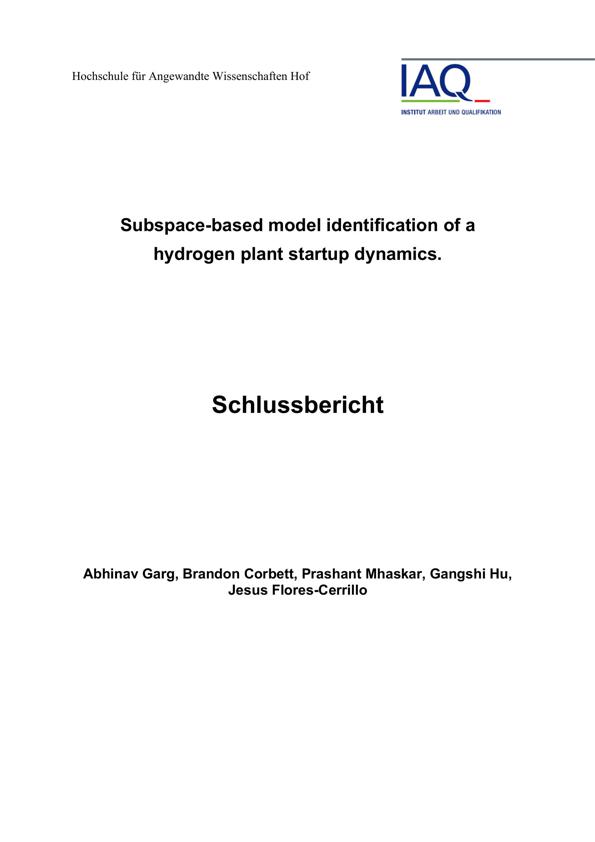 Hochschule für Angewandte Wissenschaften Hof
IAQ
INSTITUT ARBEIT UND QUALIFIKATION
Subspace-based model identification of a
hydrogen plant startup dynamics.
Schlussbericht
Abhinav Garg, Brandon Corbett, Prashant Mhaskar, Gangshi Hu,
Jesus Flores-Cerrillo